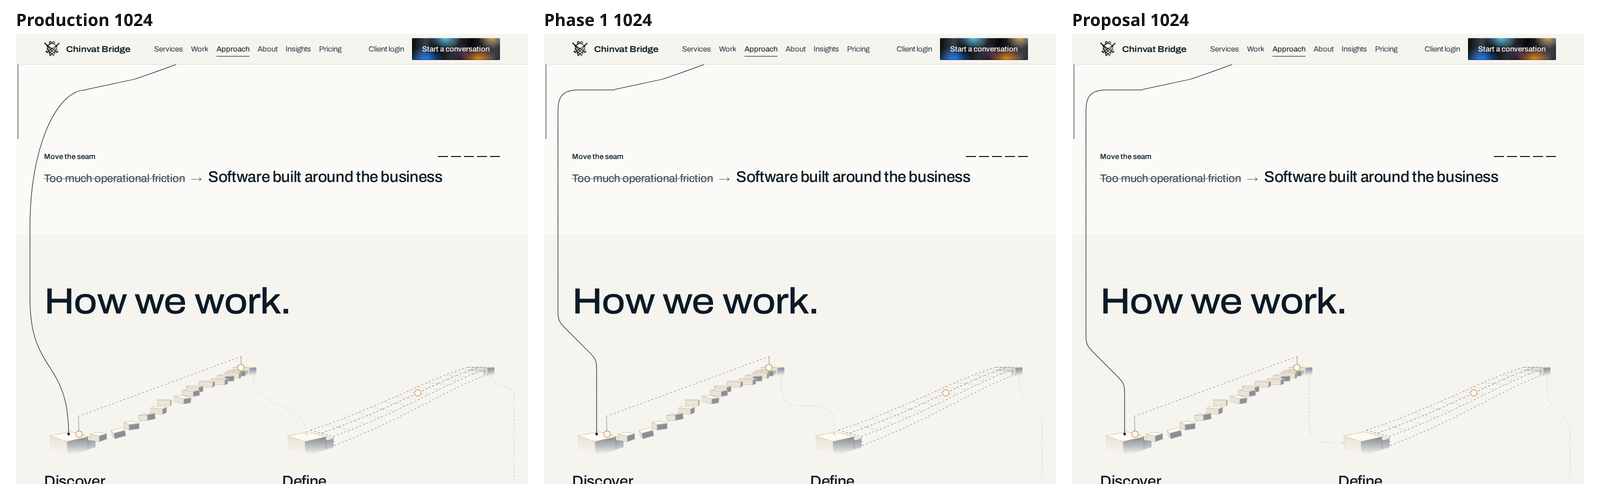 Production 1024
Chinvat Bridge Services Work Approach About Insights Pricing Client login Start a conversation
Move the seam
Too much operational friction → Software built around the business
How we work.
Discover Define
Phase 1 1024
Chinvat Bridge Services Work Approach About Insights Pricing Client login Start a conversation
Move the seam
Too much operational friction → Software built around the business
How we work.
Discover Define
Proposal 1024
Chinvat Bridge Services Work Approach About Insights Pricing Client login Start a conversation
Move the seam
Too much operational friction → Software built around the business
How we work.
Discover Define